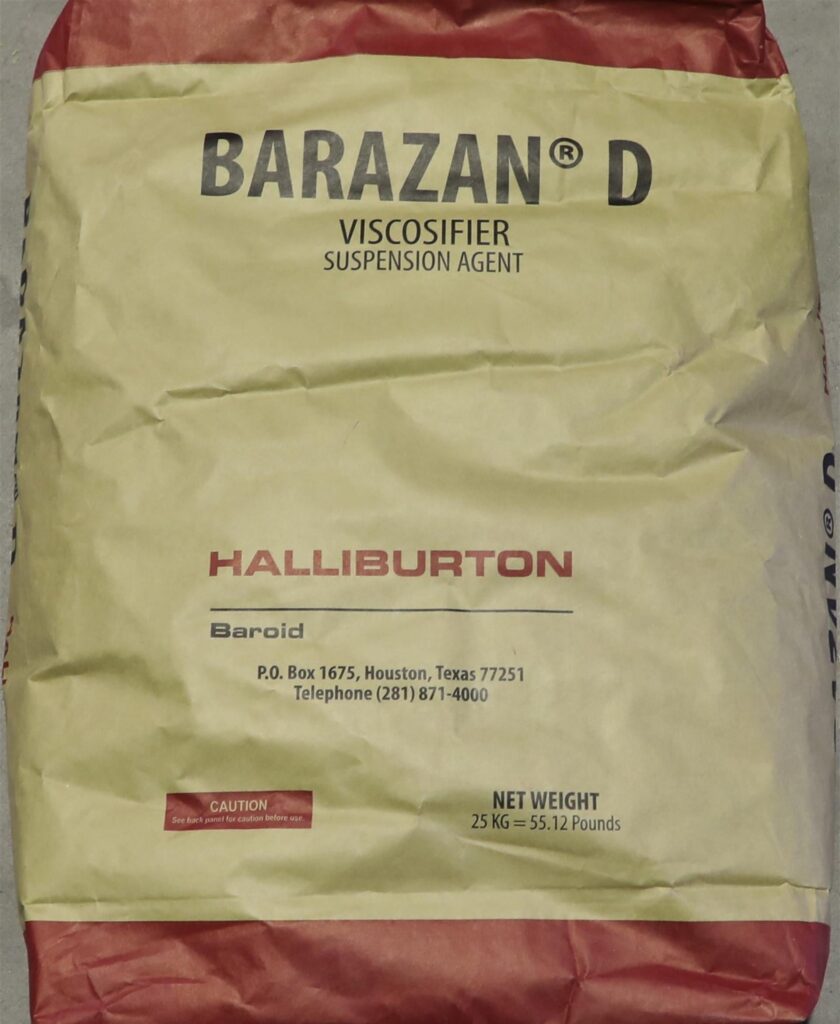 BARAZAN® D
VISCOSIFIER
SUSPENSION AGENT
HALLIBURTON
Baroid
P.O. Box 1675, Houston, Texas 77251
Telephone (281) 871-4000
CAUTION
See back panel for caution before use.
NET WEIGHT
25 KG = 55.12 Pounds